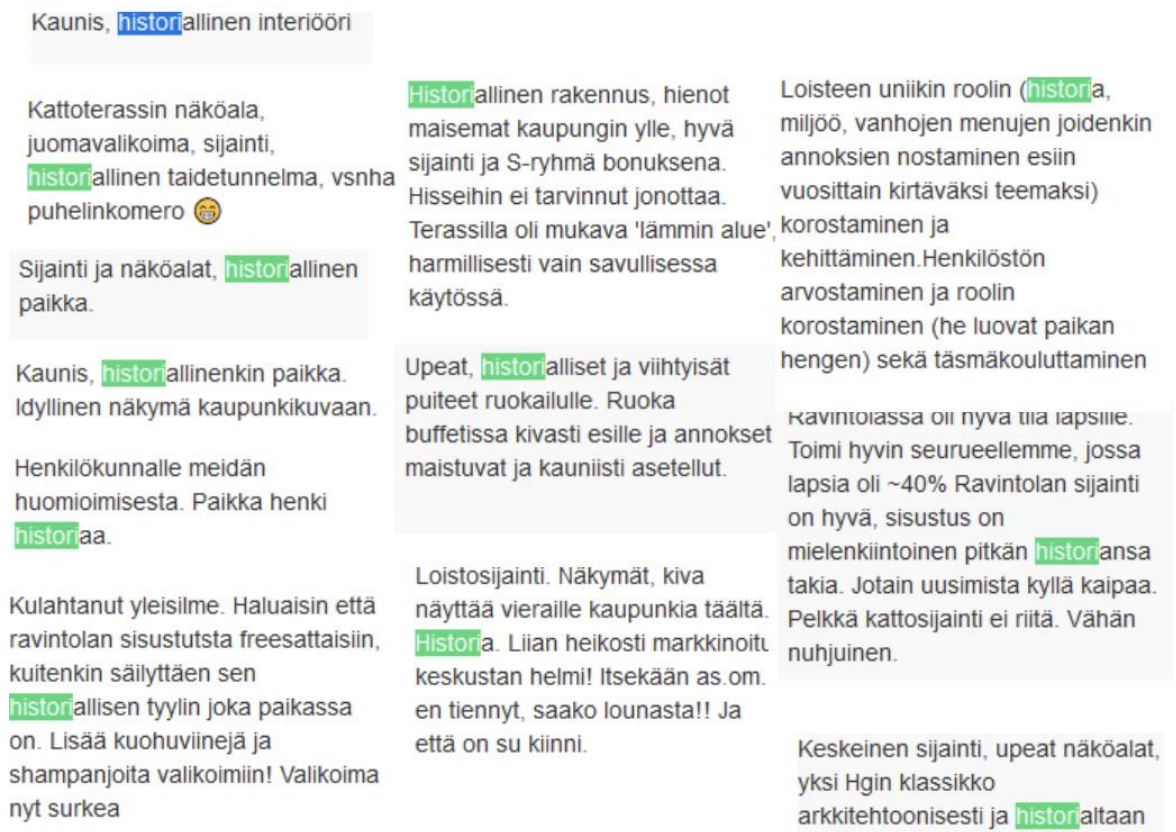 Kaunis, historiallinen interiööri
Kattoterassin näköala,
juomavalikoima, sijainti,
historiallinen taidetunnelma, vsnha
puhelinkomero 😁
Sijainti ja näköalat, historiallinen
paikka.
Kaunis, historiallinenkin paikka.
Idyllinen näkymä kaupunkikuvaan.
Henkilökunnalle meidän
huomioimisesta. Paikka henki
historiaa.
Kulahtanut yleisilme. Haluaisin että
ravintolan sisustutsta freesattaisiin,
kuitenkin säilyttäen sen
historiallisen tyylin joka paikassa
on. Lisää kuohuviinejä ja
shampanjoita valikoimiin! Valikoima
nyt surkea
Historiallinen rakennus, hienot
maisemat kaupungin ylle, hyvä
sijainti ja S-ryhmä bonuksena.
Hisseihin ei tarvinnut jonottaa.
Terassilla oli mukava 'lämmin alue',
harmillisesti vain savullisessa
käytössä.
Upeat, historialliset ja viihtyisät
puiteet ruokailulle. Ruoka
buffetissa kivasti esille ja annokset
maistuvat ja kauniisti asetellut.
Loistosijainti. Näkymät, kiva
näyttää vieraille kaupunkia täältä.
Historia. Liian heikosti markkinoitu
keskustan helmi! Itsekään as.om.
en tiennyt, saako lounasta!! Ja
että on su kiinni.
Loisteen uniikin roolin (historia,
miljöö, vanhojen menujen joidenkin
annoksien nostaminen esiin
vuosittain kirtäväksi teemaksi)
korostaminen ja
kehittäminen.Henkilöstön
arvostaminen ja roolin
korostaminen (he luovat paikan
hengen) sekä täsmäkouluttaminen
Ravintolassa oli hyvä tila lapsille.
Toimi hyvin seurueellemme, jossa
lapsia oli ~40% Ravintolan sijainti
on hyvä, sisustus on
mielenkiintoinen pitkän historiansa
takia. Jotain uusimista kyllä kaipaa.
Pelkkä kattosijainti ei riitä. Vähän
nuhjuinen.
Keskeinen sijainti, upeat näköalat,
yksi Hgin klassikko
arkkitehtoonisesti ja historialtaan